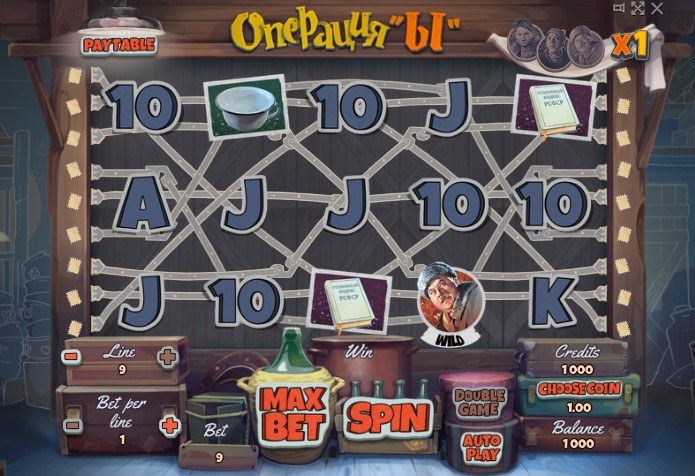 Операция "Ы"
PAYTABLE
X1
10 10 J
УГОЛОВНЫЙ
КОДЕКС
РСФСР
A J J 10 10
J 10
УГОЛОВНЫЙ
КОДЕКС
РСФСР
WILD
K
Line
9
Win
Credits
1000
Bet per
line
1
Bet
9
MAX
BET
SPIN
DOUBLE
GAME
AUTO
PLAY
CHOOSE COIN
1.00
Balance
1000